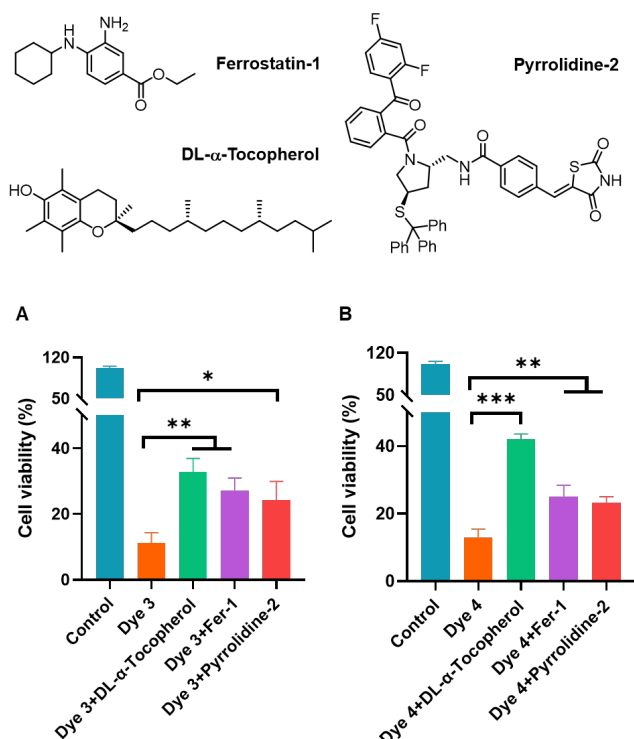 Ferrostatin-1
NH₂
H
N
O
O
DL-α-Tocopherol
HO
O
Pyrrolidine-2
F
F
O
O
N
N
H
O
S
O
NH
O
S
Ph
Ph
Ph
A
Cell viability (%)
120
50
40
20
0
*
**
Control
Dye 3
Dye 3+DL-α-Tocopherol
Dye 3+Fer-1
Dye 3+Pyrrolidine-2
B
Cell viability (%)
120
50
40
20
0
**
***
Control
Dye 4
Dye 4+DL-α-Tocopherol
Dye 4+Fer-1
Dye 4+Pyrrolidine-2